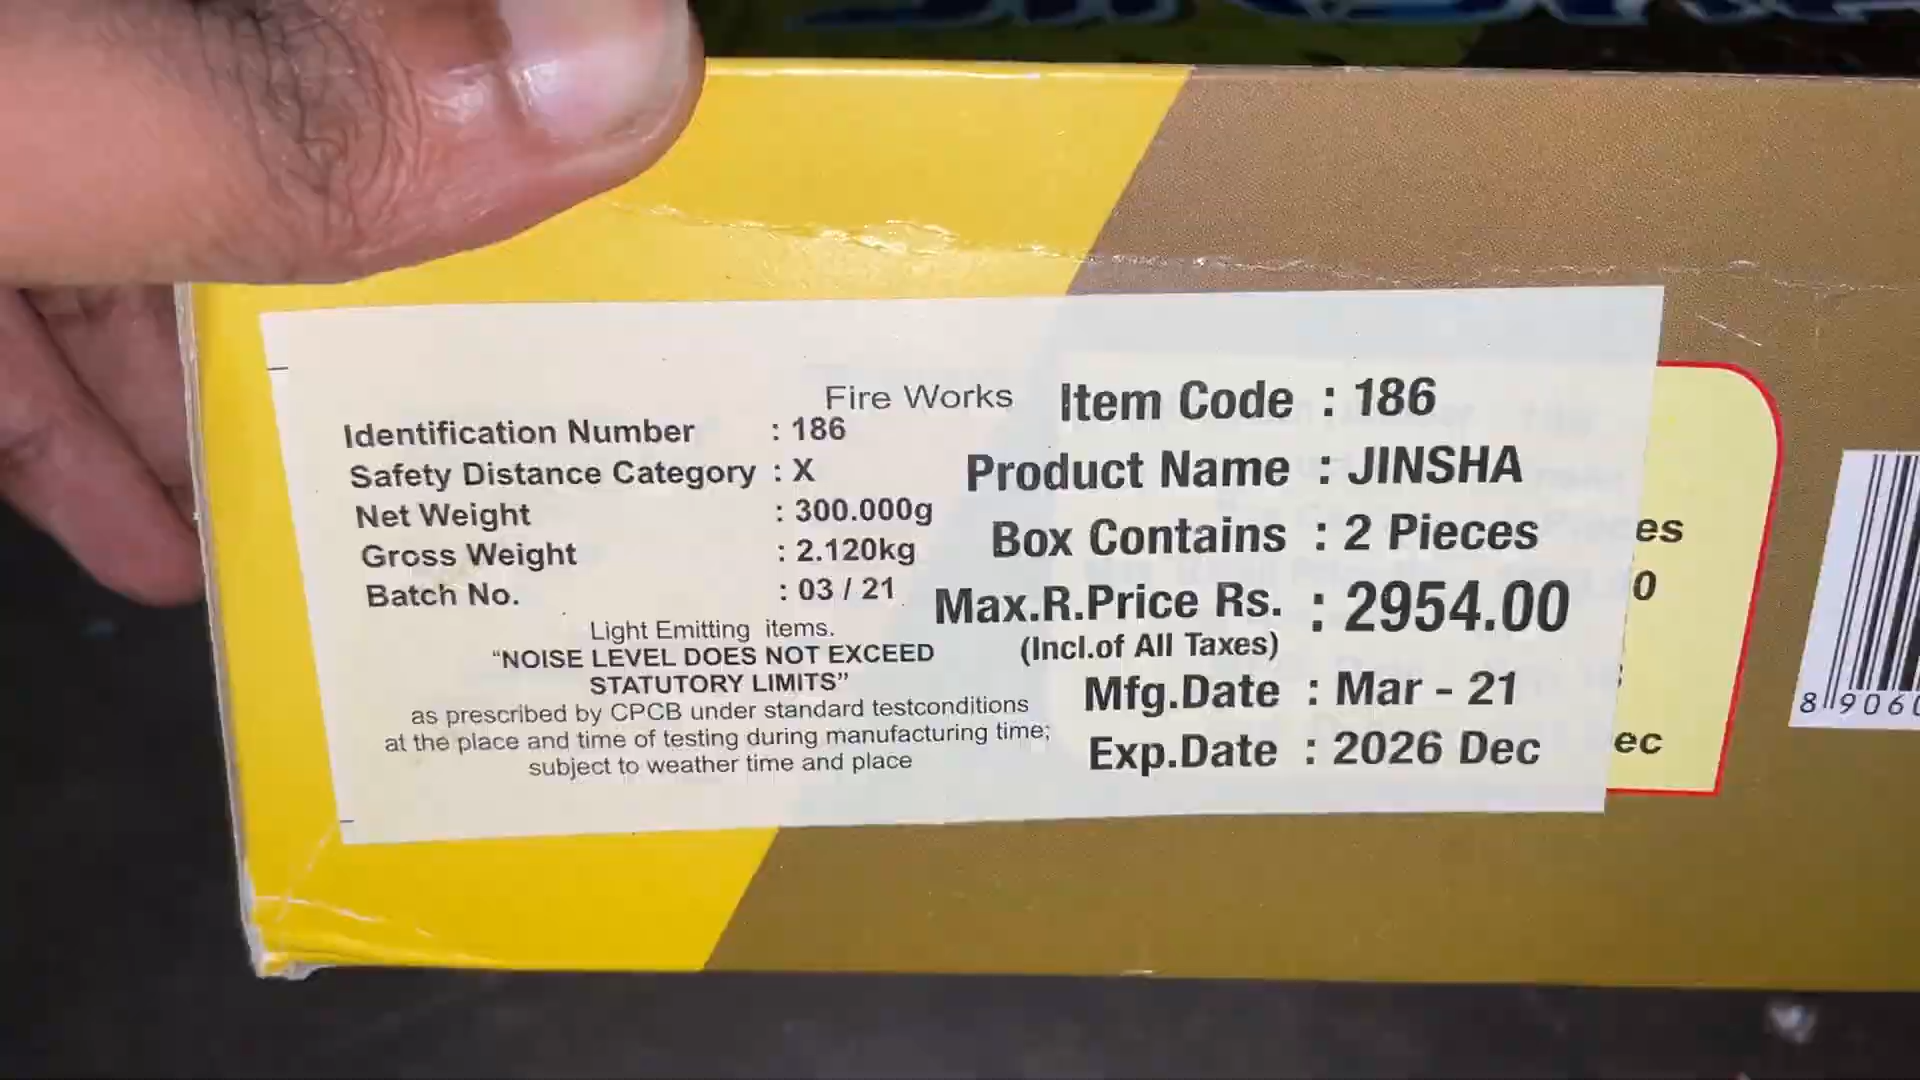 Fire Works
Identification Number : 186
Safety Distance Category : X
Net Weight : 300.000g
Gross Weight : 2.120kg
Batch No. : 03 / 21
Light Emitting items.
“NOISE LEVEL DOES NOT EXCEED
STATUTORY LIMITS”
as prescribed by CPCB under standard testconditions
at the place and time of testing during manufacturing time;
subject to weather time and place
Item Code : 186
Product Name : JINSHA
Box Contains : 2 Pieces
Max.R.Price Rs. : 2954.00
(Incl.of All Taxes)
Mfg.Date : Mar - 21
Exp.Date : 2026 Dec
es
0
ec
8 9060